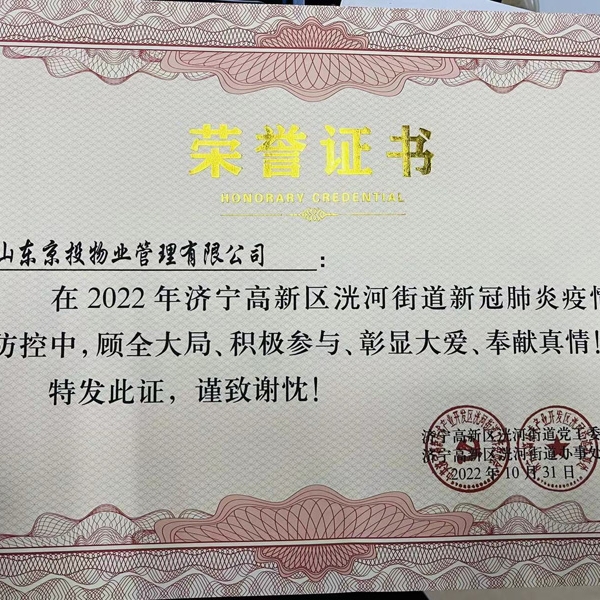 荣誉证书
HONORARY CREDENTIAL
山东京投物业管理有限公司：
在2022年济宁高新区洸河街道新冠肺炎疫情
防控中，顾全大局、积极参与、彰显大爱、奉献真情！
特发此证，谨致谢忱！
济宁高新区洸河街道党工委
济宁高新区洸河街道办事处
2022年10月31日